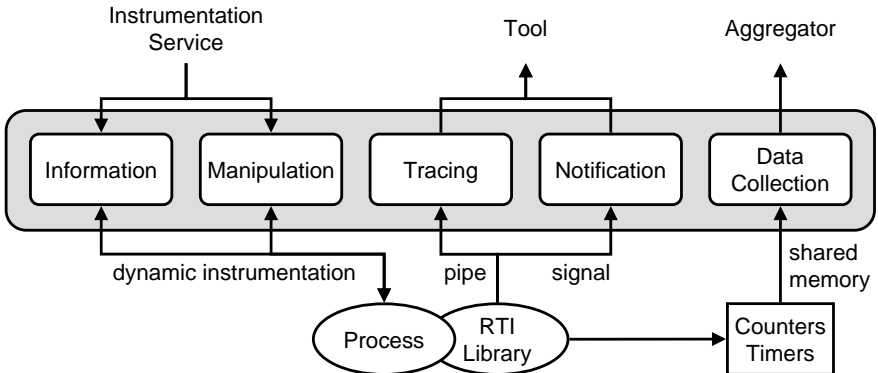 Instrumentation
Service
Tool
Aggregator
Information
Manipulation
Tracing
Notification
Data
Collection
dynamic instrumentation
pipe
signal
shared
memory
Process
RTI
Library
Counters
Timers